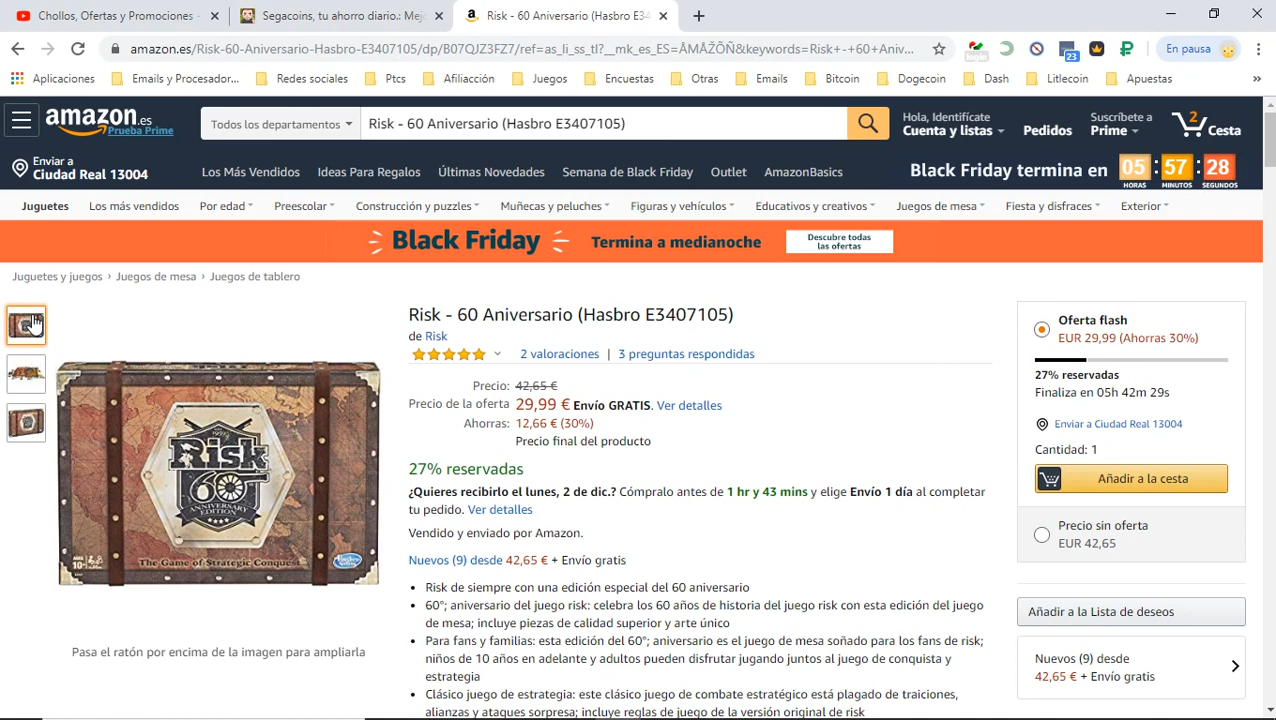 Chollos, Ofertas y Promociones -
Segacoins, tu ahorro diario.: Mejo
Risk - 60 Aniversario (Hasbro E34
amazon.es/Risk-60-Aniversario-Hasbro-E3407105/dp/B07QJZ3FZ7/ref=as_li_ss_tl?__mk_es_ES=ÅMÅŽÕÑ&keywords=Risk+-+60+Aniv...
23
En pausa
Aplicaciones
Emails y Procesador...
Redes sociales
Ptcs
Afiliacción
Juegos
Encuestas
Otras
Emails
Bitcoin
Dogecoin
Dash
Litlecoin
Apuestas
»
amazon.es
Prueba Prime
Todos los departamentos
Risk - 60 Aniversario (Hasbro E3407105)
Hola, Identifícate
Cuenta y listas
Pedidos
Suscríbete a
Prime
2
Cesta
Enviar a
Ciudad Real 13004
Los Más Vendidos
Ideas Para Regalos
Últimas Novedades
Semana de Black Friday
Outlet
AmazonBasics
Black Friday termina en
05 : 57 : 28
HORAS MINUTOS SEGUNDOS
Juguetes
Los más vendidos
Por edad
Preescolar
Construcción y puzzles
Muñecas y peluches
Figuras y vehículos
Educativos y creativos
Juegos de mesa
Fiesta y disfraces
Exterior
Black Friday
Termina a medianoche
Descubre todas
las ofertas
Juguetes y juegos › Juegos de mesa › Juegos de tablero
Risk
60
ANNIVERSARY
EDITION
The Game of Strategic Conquest
AGES
10+
Hasbro
Gaming
Pasa el ratón por encima de la imagen para ampliarla
Risk - 60 Aniversario (Hasbro E3407105)
de Risk
2 valoraciones | 3 preguntas respondidas
Precio: 42,65 €
Precio de la oferta 29,99 € Envío GRATIS. Ver detalles
Ahorras: 12,66 € (30%)
Precio final del producto
27% reservadas
¿Quieres recibirlo el lunes, 2 de dic.? Cómpralo antes de 1 hr y 43 mins y elige Envío 1 día al completar
tu pedido. Ver detalles
Vendido y enviado por Amazon.
Nuevos (9) desde 42,65 € + Envío gratis
• Risk de siempre con una edición especial del 60 aniversario
• 60°; aniversario del juego risk: celebra los 60 años de historia del juego risk con esta edición del juego
de mesa; incluye piezas de calidad superior y arte único
• Para fans y familias: esta edición del 60°; aniversario es el juego de mesa soñado para los fans de risk;
niños de 10 años en adelante y adultos pueden disfrutar jugando juntos al juego de conquista y
estrategia
• Clásico juego de estrategia: este clásico juego de combate estratégico está plagado de traiciones,
alianzas y ataques sorpresa; incluye reglas de juego de la versión original de risk
Oferta flash
EUR 29,99 (Ahorras 30%)
27% reservadas
Finaliza en 05h 42m 29s
Enviar a Ciudad Real 13004
Cantidad: 1
Añadir a la cesta
Precio sin oferta
EUR 42,65
Añadir a la Lista de deseos
Nuevos (9) desde
42,65 € + Envío gratis